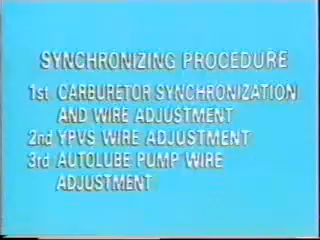 SYNCHRONIZING PROCEDURE
1st CARBURETOR SYNCHRONIZATION
AND WIRE ADJUSTMENT
2nd YPVS WIRE ADJUSTMENT
3rd AUTOLUBE PUMP WIRE
ADJUSTMENT